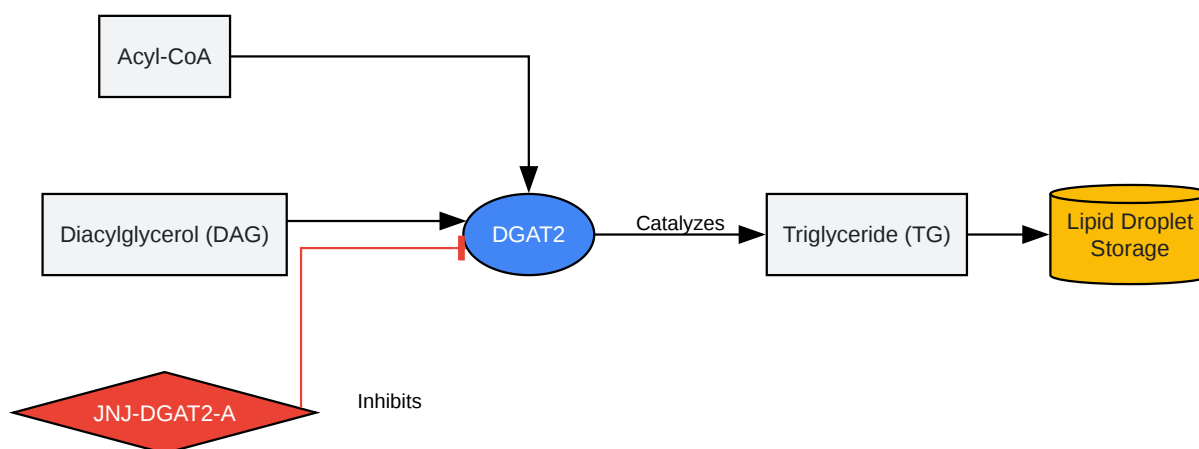 Acyl-CoA
Diacylglycerol (DAG)
DGAT2
Catalyzes
Triglyceride (TG)
Lipid Droplet
Storage
JNJ-DGAT2-A
Inhibits